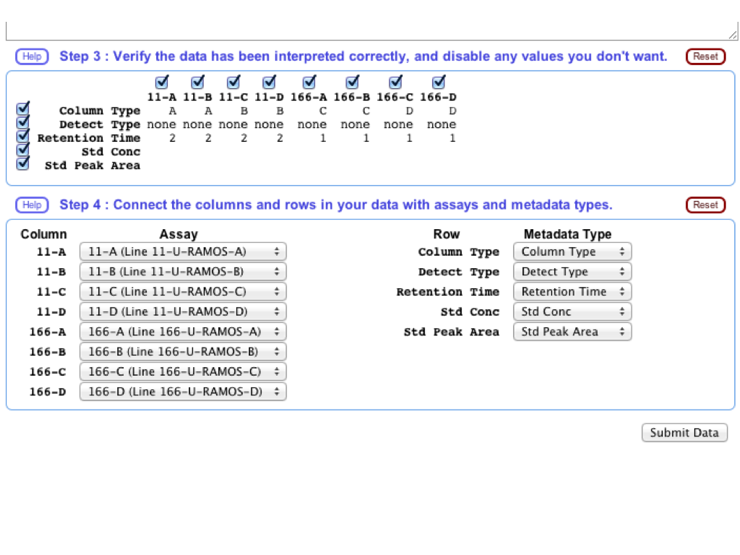 Help Step 3 : Verify the data has been interpreted correctly, and disable any values you don't want. Reset
11-A 11-B 11-C 11-D 166-A 166-B 166-C 166-D
Column Type A A B B C C D D
Detect Type none none none none none none none none
Retention Time 2 2 2 2 1 1 1 1
Std Conc
Std Peak Area
Help Step 4 : Connect the columns and rows in your data with assays and metadata types. Reset
Column Assay Row Metadata Type
11-A 11-A (Line 11-U-RAMOS-A) Column Type Column Type
11-B 11-B (Line 11-U-RAMOS-B) Detect Type Detect Type
11-C 11-C (Line 11-U-RAMOS-C) Retention Time Retention Time
11-D 11-D (Line 11-U-RAMOS-D) Std Conc Std Conc
166-A 166-A (Line 166-U-RAMOS-A) Std Peak Area Std Peak Area
166-B 166-B (Line 166-U-RAMOS-B)
166-C 166-C (Line 166-U-RAMOS-C)
166-D 166-D (Line 166-U-RAMOS-D)
Submit Data